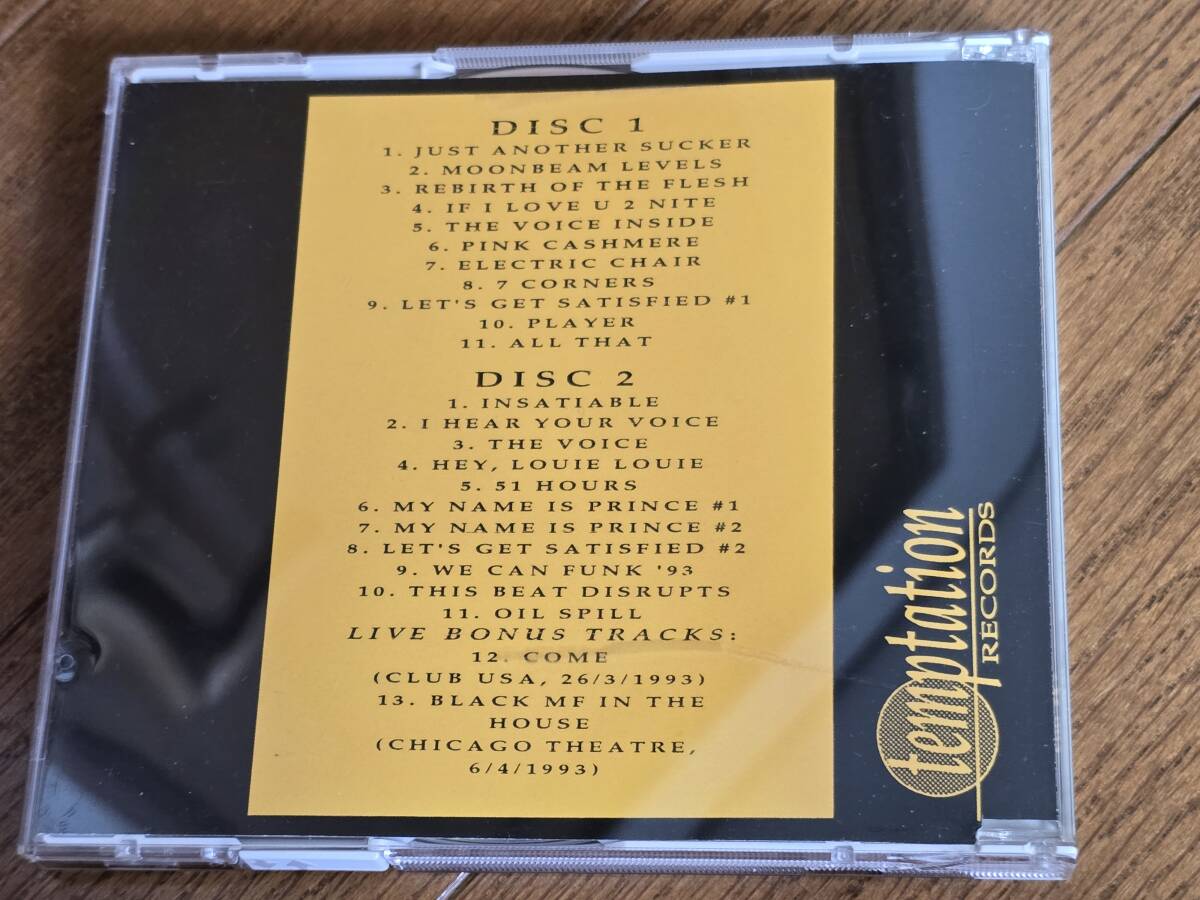 DISC 1
1. JUST ANOTHER SUCKER
2. MOONBEAM LEVELS
3. REBIRTH OF THE FLESH
4. IF I LOVE U 2 NITE
5. THE VOICE INSIDE
6. PINK CASHMERE
7. ELECTRIC CHAIR
8. 7 CORNERS
9. LET'S GET SATISFIED #1
10. PLAYER
11. ALL THAT
DISC 2
1. INSATIABLE
2. I HEAR YOUR VOICE
3. THE VOICE
4. HEY, LOUIE LOUIE
5. 51 HOURS
6. MY NAME IS PRINCE #1
7. MY NAME IS PRINCE #2
8. LET'S GET SATISFIED #2
9. WE CAN FUNK '93
10. THIS BEAT DISRUPTS
11. OIL SPILL
LIVE BONUS TRACKS:
12. COME
(CLUB USA, 26/3/1993)
13. BLACK MF IN THE
HOUSE
(CHICAGO THEATRE,
6/4/1993)
temptation
RECORDS